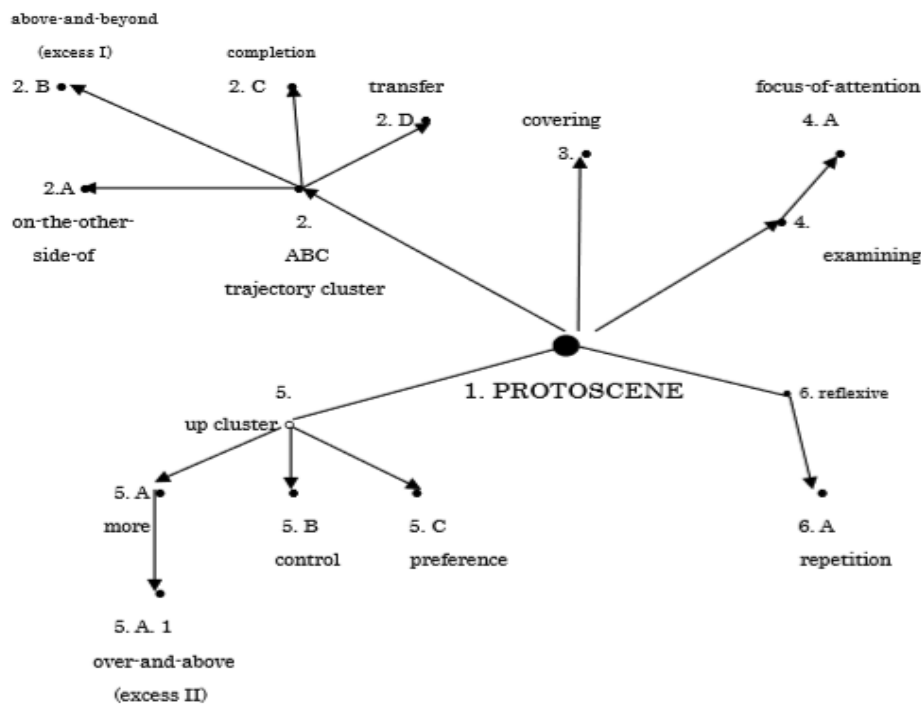 above-and-beyond
(excess I)
2. B
completion
2. C
transfer
2. D
covering
3.
focus-of-attention
4. A
2.A
on-the-other-
side-of
2.
ABC
trajectory cluster
4.
examining
1. PROTOSCENE
5.
up cluster
6. reflexive
5. A
more
5. B
control
5. C
preference
6. A
repetition
5. A. 1
over-and-above
(excess II)